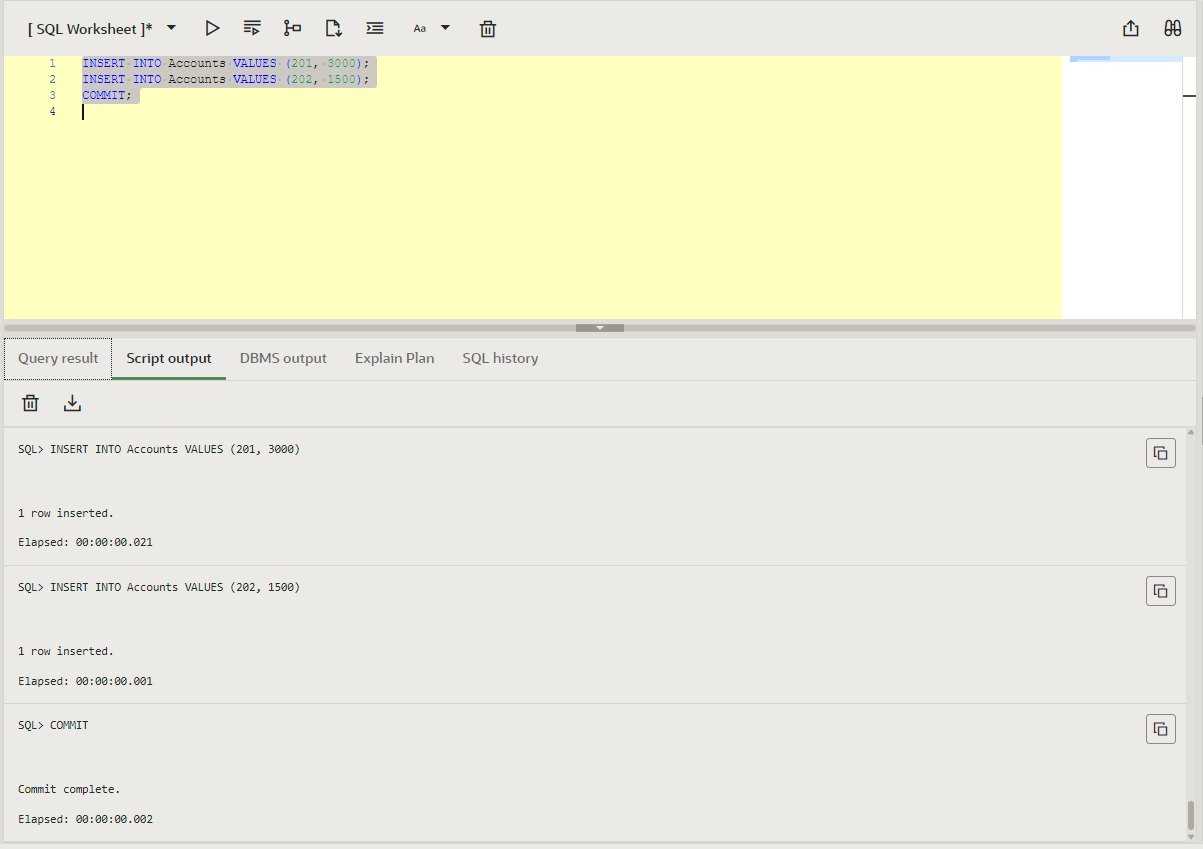 [ SQL Worksheet ]*
Aa
1 INSERT INTO Accounts VALUES (201, 3000);
2 INSERT INTO Accounts VALUES (202, 1500);
3 COMMIT;
4
Query result Script output DBMS output Explain Plan SQL history
SQL> INSERT INTO Accounts VALUES (201, 3000)
1 row inserted.
Elapsed: 00:00:00.021
SQL> INSERT INTO Accounts VALUES (202, 1500)
1 row inserted.
Elapsed: 00:00:00.001
SQL> COMMIT
Commit complete.
Elapsed: 00:00:00.002